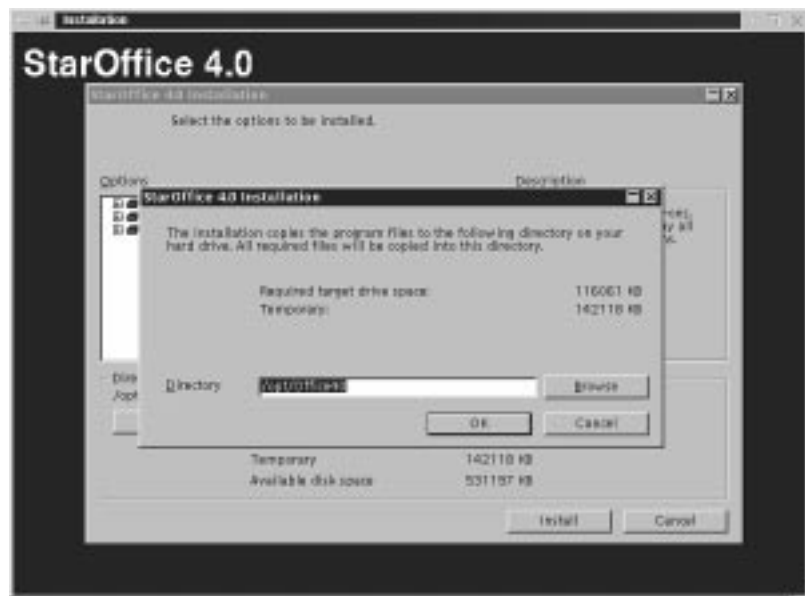 Installation
StarOffice 4.0
StarOffice 4.0 Installation
Select the options to be installed.
Options
Description
StarOffice 4.0 Installation
The installation copies the program files to the following directory on your
hard drive. All required files will be copied into this directory.
Required target drive space:
116061 KB
Temporary:
142118 KB
Directory
/opt/Office40
Browse
OK
Cancel
Temporary
142118 KB
Available disk space
531197 KB
Install
Cancel